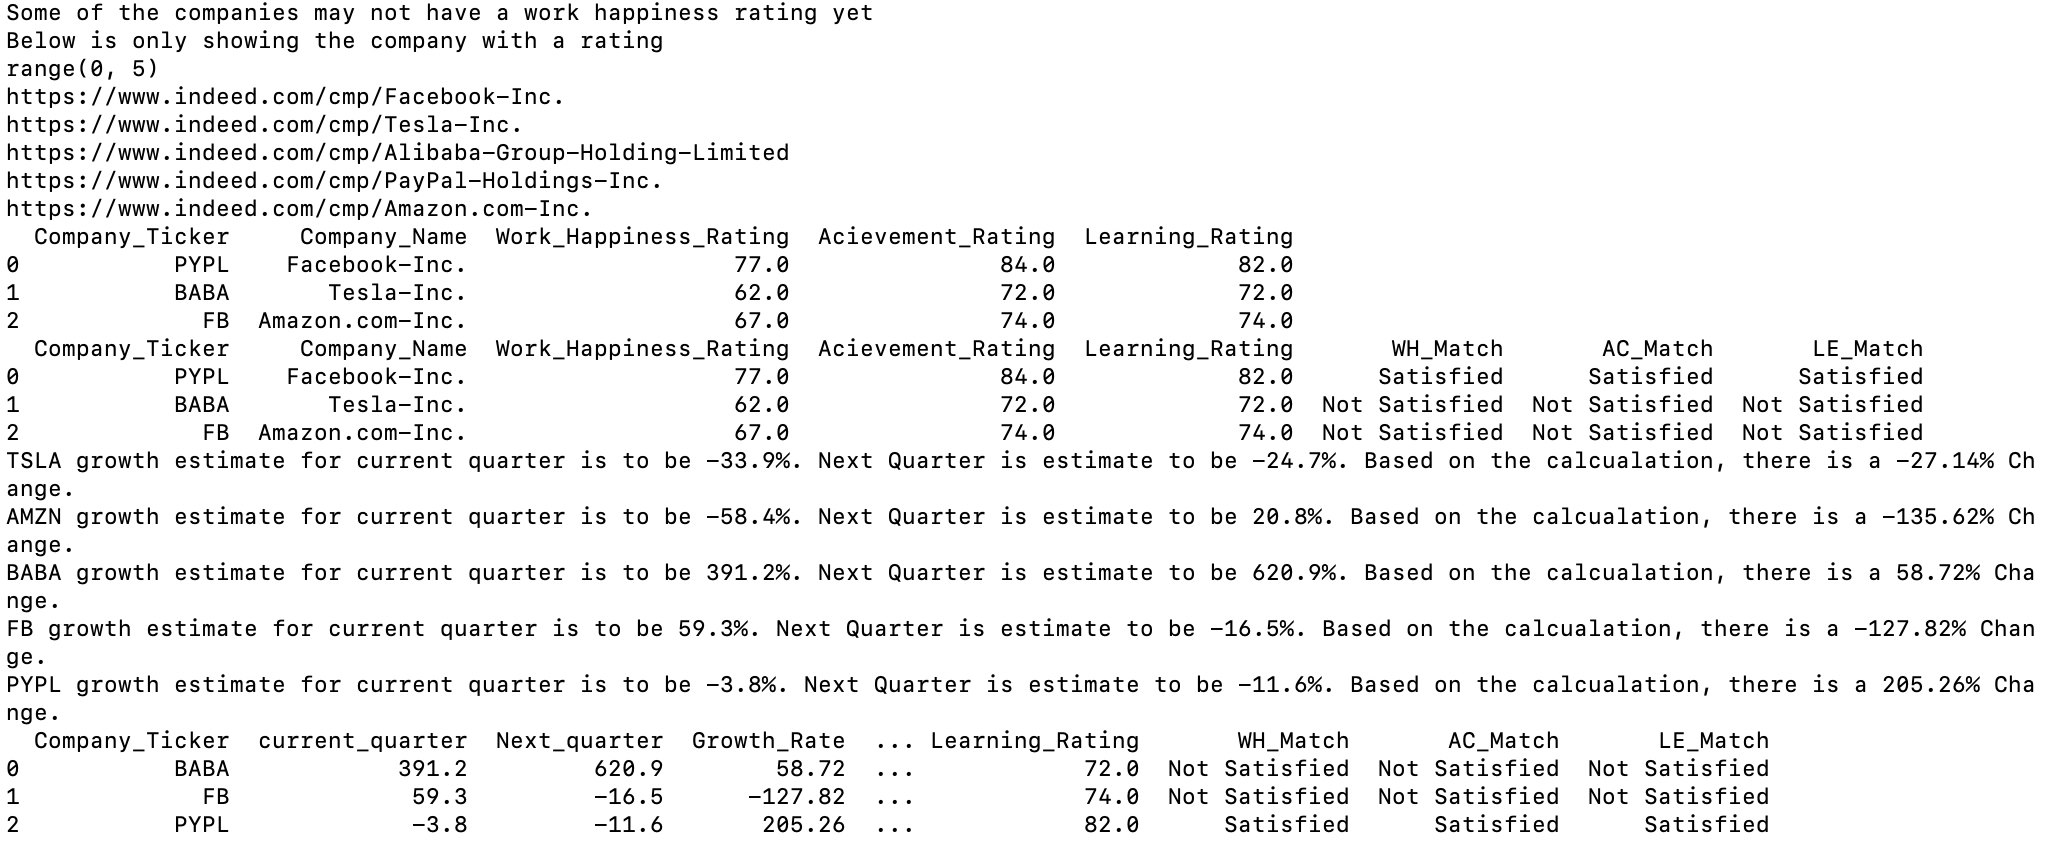 Some of the companies may not have a work happiness rating yet
Below is only showing the company with a rating
range(0, 5)
https://www.indeed.com/cmp/Facebook-Inc.
https://www.indeed.com/cmp/Tesla-Inc.
https://www.indeed.com/cmp/Alibaba-Group-Holding-Limited
https://www.indeed.com/cmp/PayPal-Holdings-Inc.
https://www.indeed.com/cmp/Amazon.com-Inc.
  Company_Ticker     Company_Name  Work_Happiness_Rating  Acievement_Rating  Learning_Rating
0           PYPL    Facebook-Inc.                   77.0               84.0             82.0
1           BABA       Tesla-Inc.                   62.0               72.0             72.0
2             FB  Amazon.com-Inc.                   67.0               74.0             74.0
  Company_Ticker     Company_Name  Work_Happiness_Rating  Acievement_Rating  Learning_Rating       WH_Match       AC_Match       LE_Match
0           PYPL    Facebook-Inc.                   77.0               84.0             82.0      Satisfied      Satisfied      Satisfied
1           BABA       Tesla-Inc.                   62.0               72.0             72.0  Not Satisfied  Not Satisfied  Not Satisfied
2             FB  Amazon.com-Inc.                   67.0               74.0             74.0  Not Satisfied  Not Satisfied  Not Satisfied
TSLA growth estimate for current quarter is to be -33.9%. Next Quarter is estimate to be -24.7%. Based on the calcualation, there is a -27.14% Ch
ange.
AMZN growth estimate for current quarter is to be -58.4%. Next Quarter is estimate to be 20.8%. Based on the calcualation, there is a -135.62% Ch
ange.
BABA growth estimate for current quarter is to be 391.2%. Next Quarter is estimate to be 620.9%. Based on the calcualation, there is a 58.72% Cha
nge.
FB growth estimate for current quarter is to be 59.3%. Next Quarter is estimate to be -16.5%. Based on the calcualation, there is a -127.82% Chan
ge.
PYPL growth estimate for current quarter is to be -3.8%. Next Quarter is estimate to be -11.6%. Based on the calcualation, there is a 205.26% Cha
nge.
  Company_Ticker  current_quarter  Next_quarter  Growth_Rate  ... Learning_Rating       WH_Match       AC_Match       LE_Match
0           BABA            391.2         620.9        58.72  ...            72.0  Not Satisfied  Not Satisfied  Not Satisfied
1             FB             59.3         -16.5      -127.82  ...            74.0  Not Satisfied  Not Satisfied  Not Satisfied
2           PYPL             -3.8         -11.6       205.26  ...            82.0      Satisfied      Satisfied      Satisfied